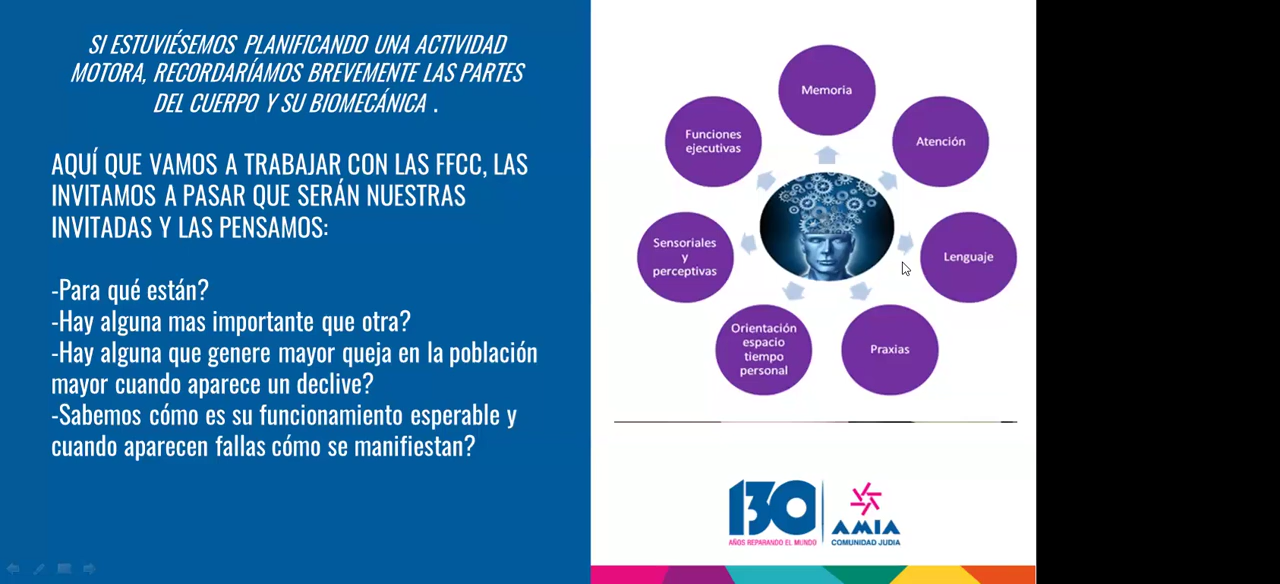 SI ESTUVIÉSEMOS PLANIFICANDO UNA ACTIVIDAD
MOTORA, RECORDARÍAMOS BREVEMENTE LAS PARTES
DEL CUERPO Y SU BIOMECÁNICA .
AQUÍ QUE VAMOS A TRABAJAR CON LAS FFCC, LAS
INVITAMOS A PASAR QUE SERÁN NUESTRAS
INVITADAS Y LAS PENSAMOS:
-Para qué están?
-Hay alguna mas importante que otra?
-Hay alguna que genere mayor queja en la población
mayor cuando aparece un declive?
-Sabemos cómo es su funcionamiento esperable y
cuando aparecen fallas cómo se manifiestan?
Memoria
Atención
Lenguaje
Praxias
Orientación
espacio
tiempo
personal
Sensoriales
y
perceptivas
Funciones
ejecutivas
130
AÑOS REPARANDO EL MUNDO
AMIA
COMUNIDAD JUDIA